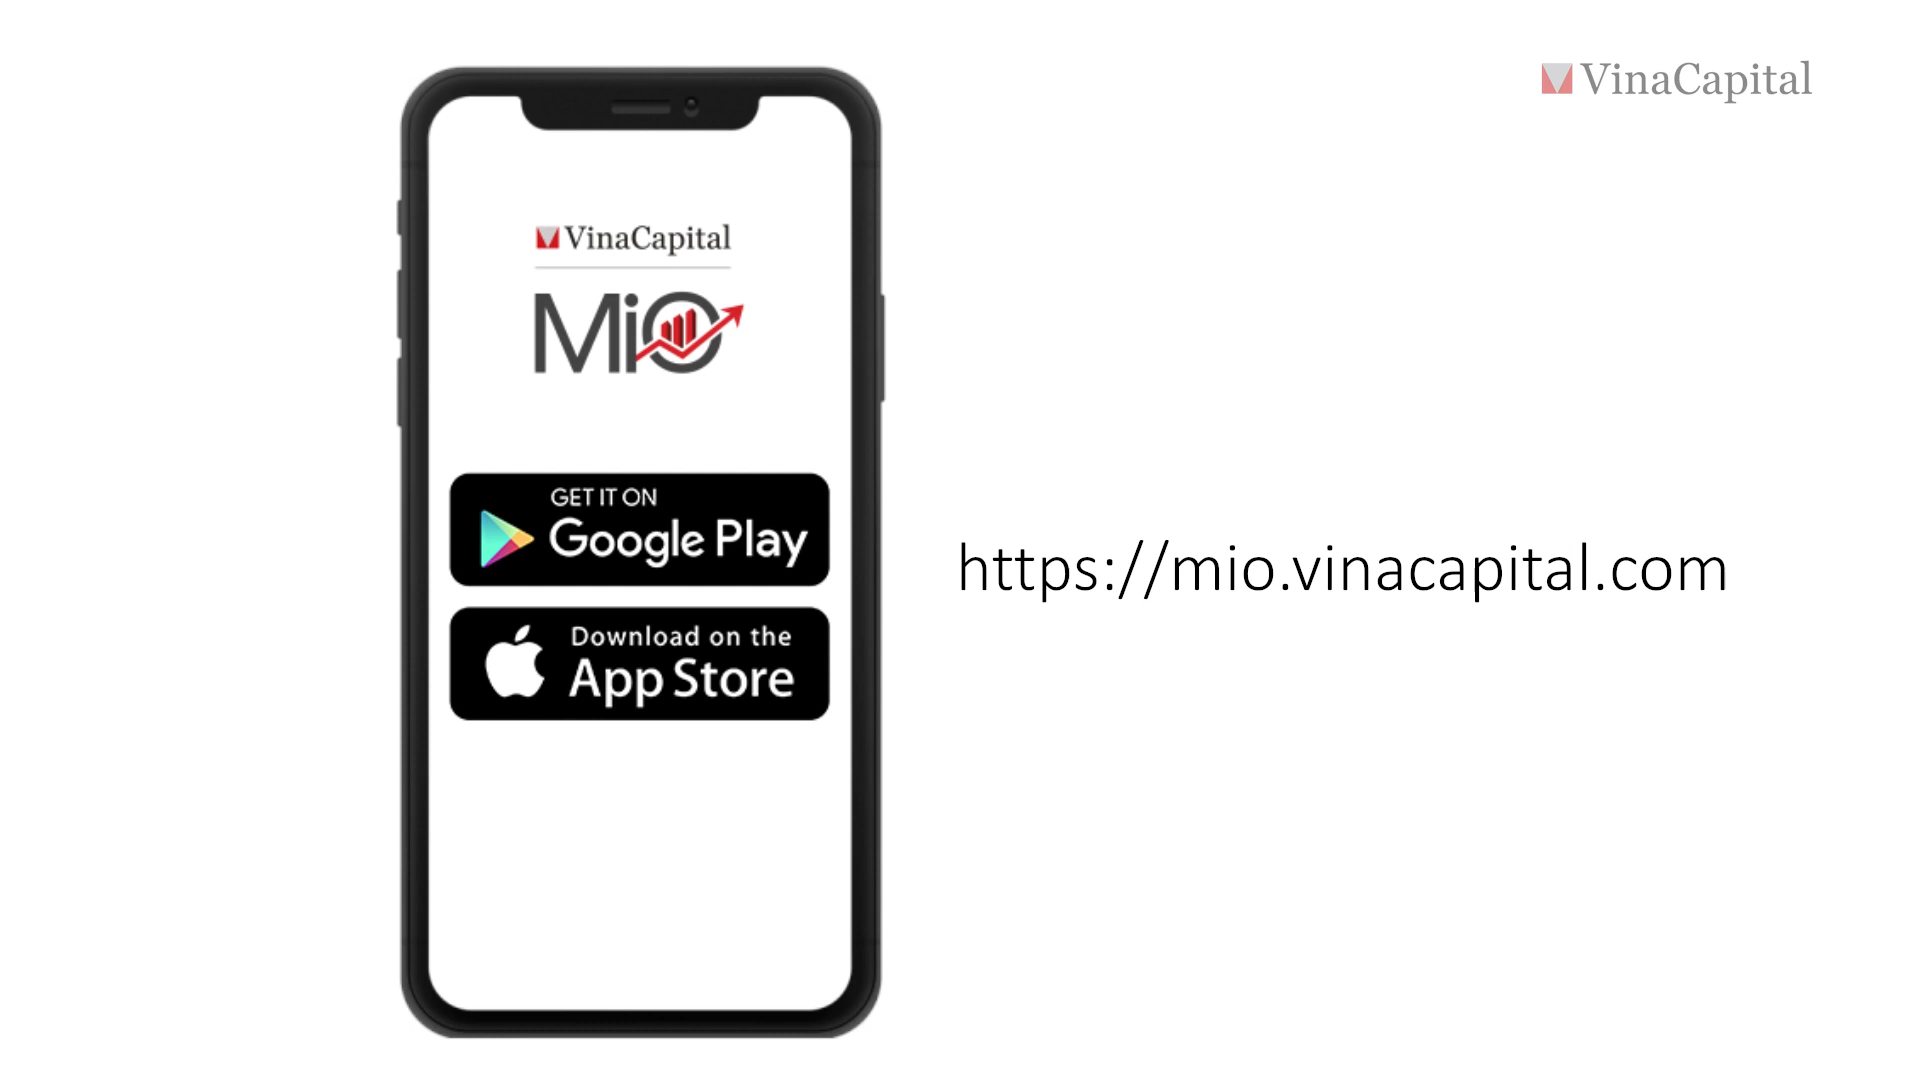 VinaCapital
VinaCapital
MiO
GET IT ON
Google Play
Download on the
App Store
https://mio.vinacapital.com